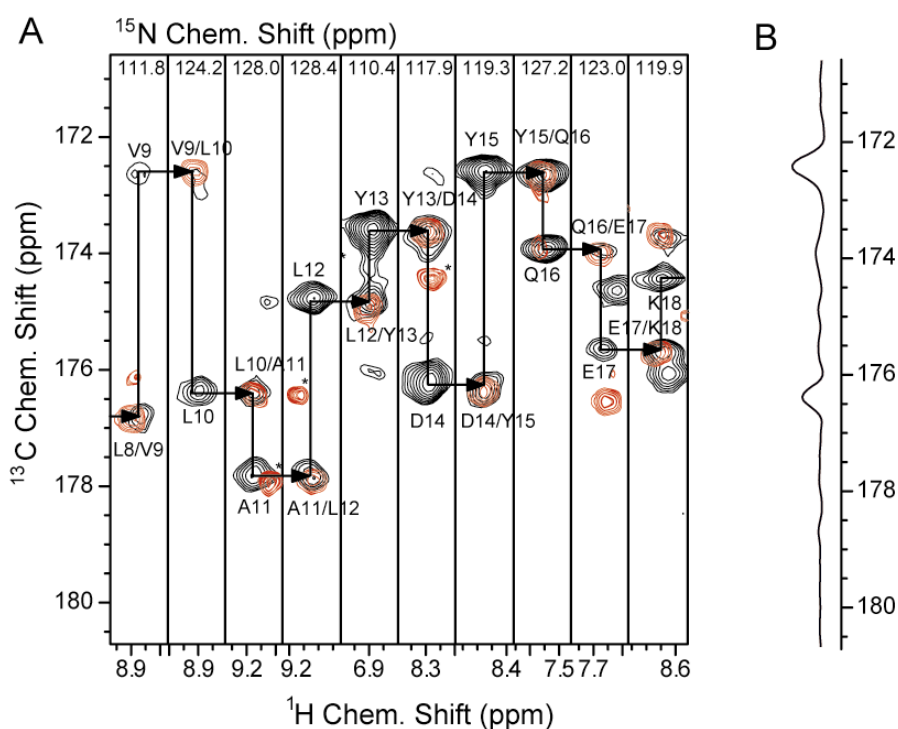 A
B
15N Chem. Shift (ppm)
111.8 124.2 128.0 128.4 110.4 117.9 119.3 127.2 123.0 119.9
V9 V9/L10 Y15 Y15/Q16
172 172
Y13 Y13/D14
Q16/E17
174 174
L12 * * Q16 K18
L12/Y13 E17/K18
L10/A11
176 176
* L10 E17
L8/V9 D14 D14/Y15
*
178 178
A11 A11/L12
180 180
8.9 8.9 9.2 9.2 6.9 8.3 8.4 7.5 7.7 8.6
13C Chem. Shift (ppm)
1H Chem. Shift (ppm)